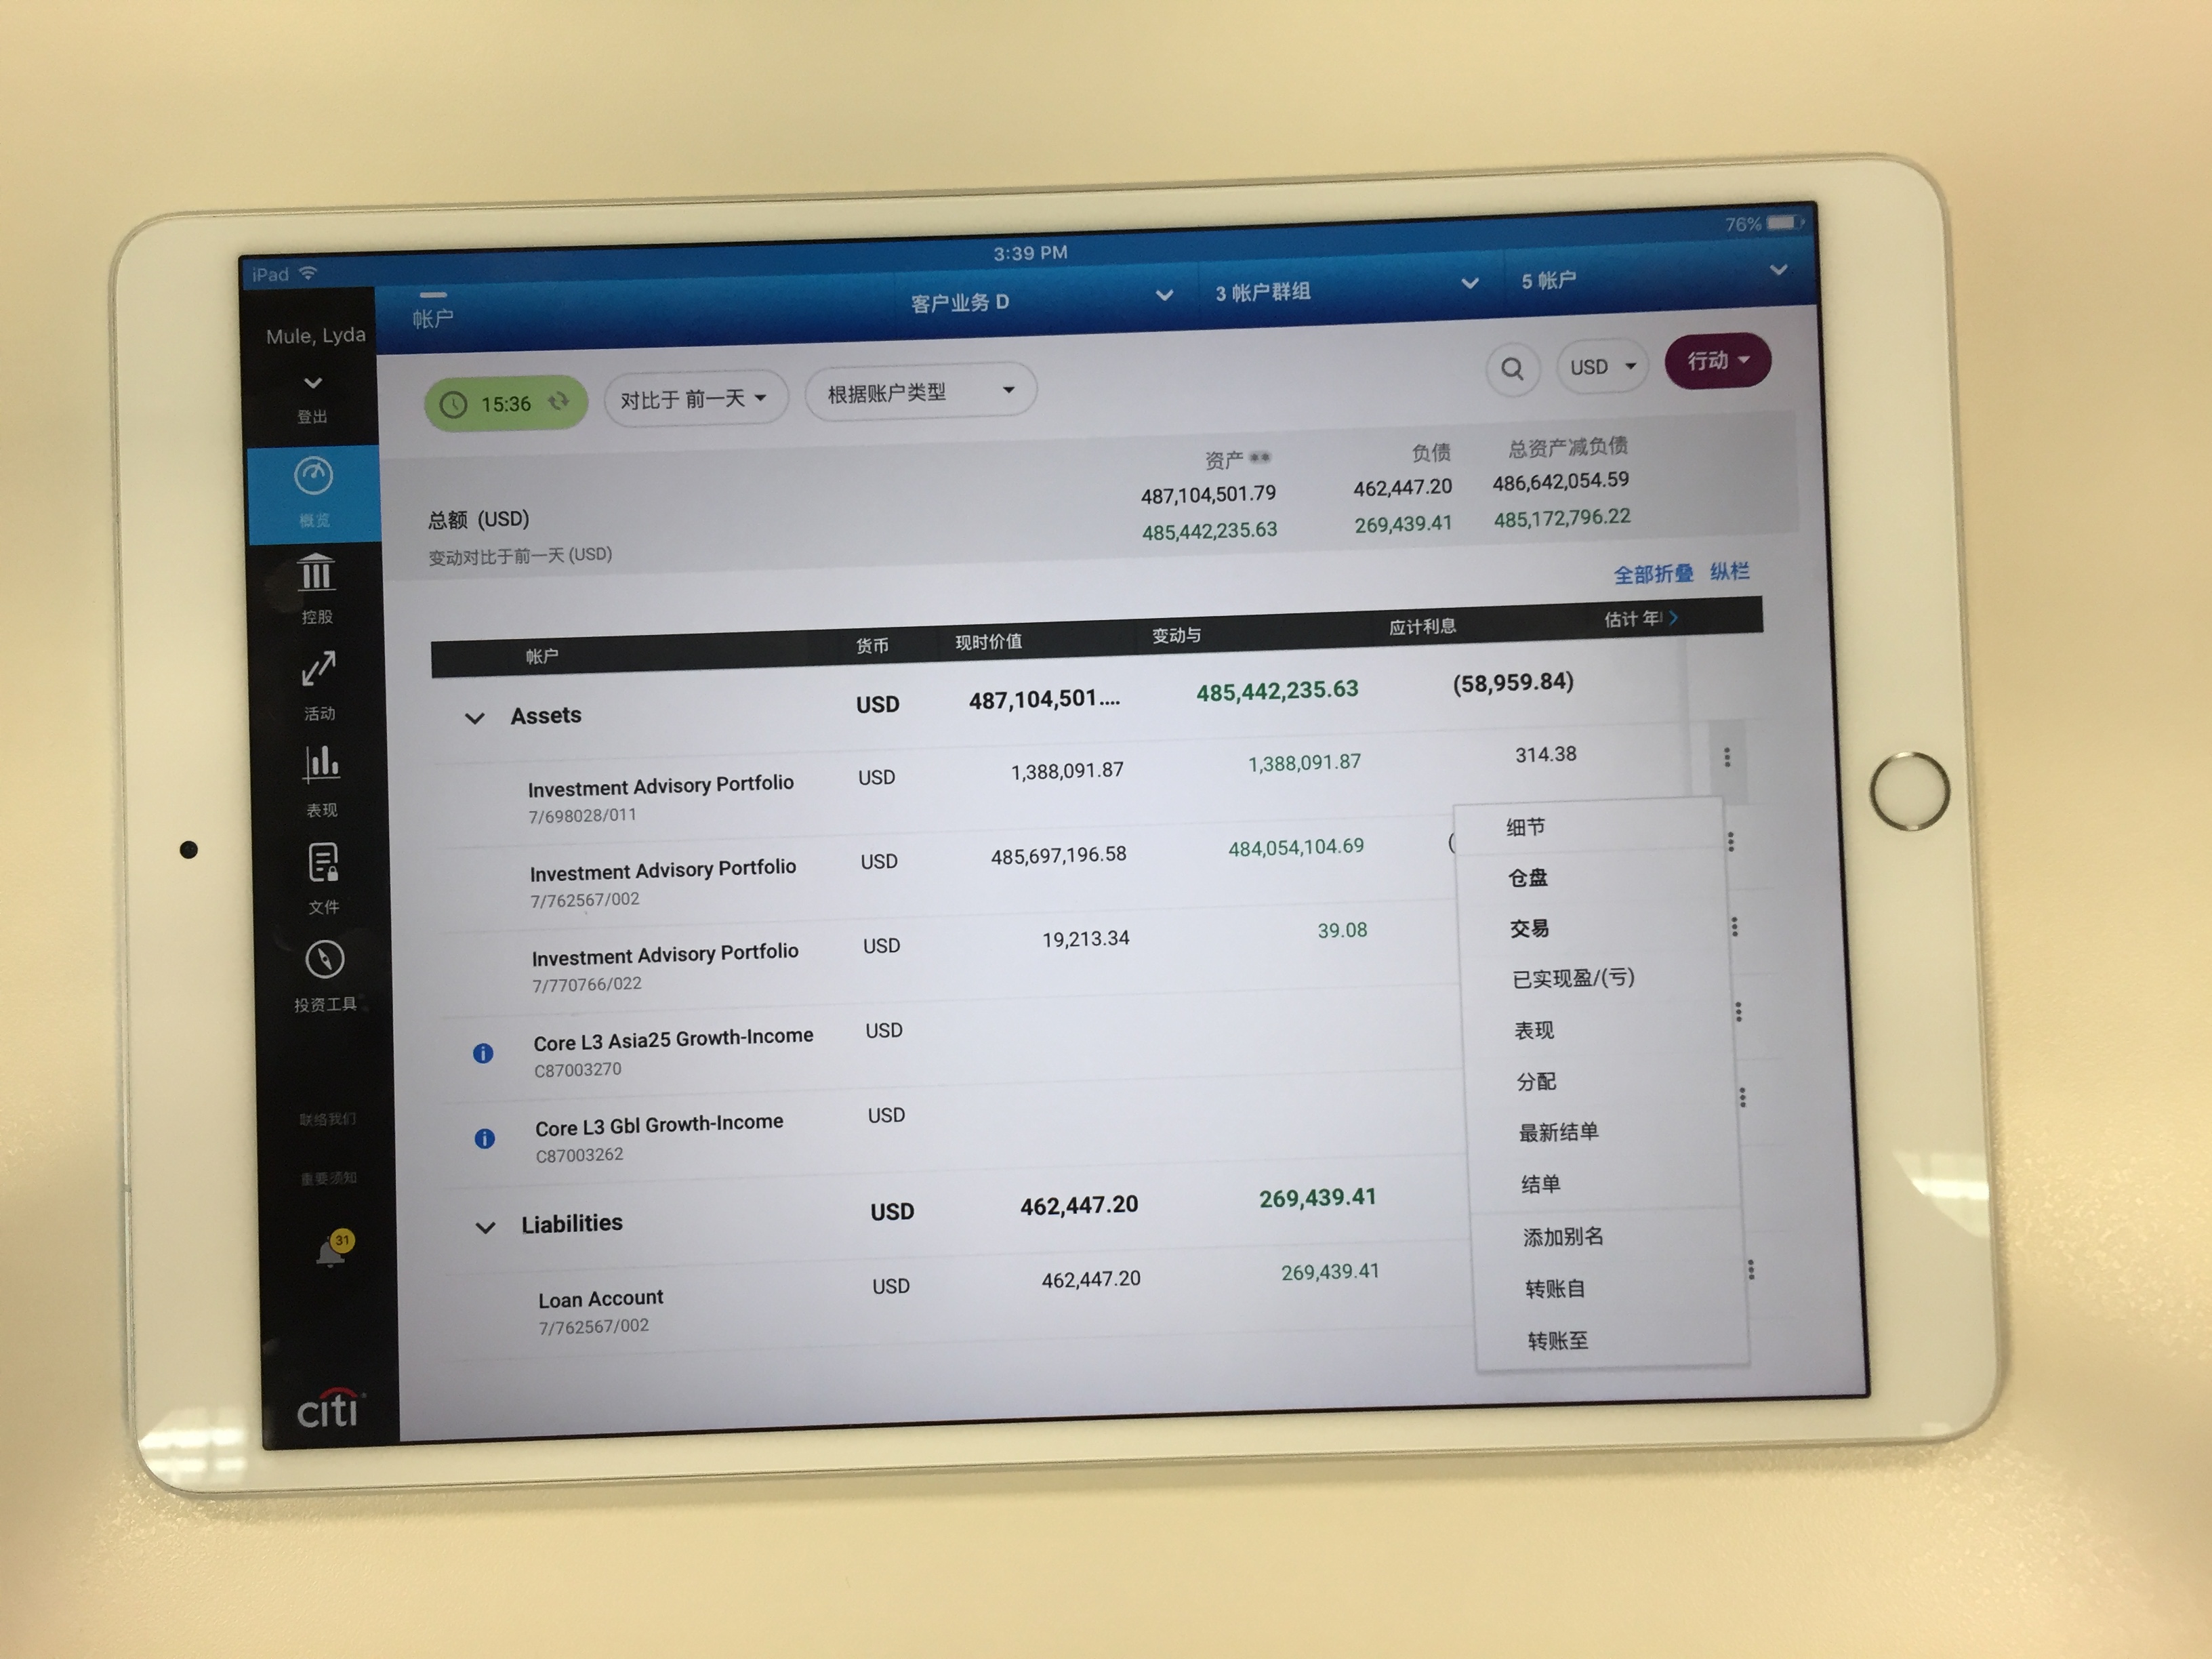 iPad
3:39 PM
76%
Mule, Lyda
登出
概览
控股
活动
表现
文件
投资工具
联络我们
重要须知
31
citi
帐户
客户业务 D
3 帐户群组
5 帐户
15:36
对比于 前一天
根据账户类型
USD
行动
资产 **
负债
总资产减负债
总额 (USD)
487,104,501.79
462,447.20
486,642,054.59
变动对比于前一天 (USD)
485,442,235.63
269,439.41
485,172,796.22
全部折叠 纵栏
帐户 货币 现时价值 变动与 应计利息 估计 年
Assets USD 487,104,501.... 485,442,235.63 (58,959.84)
Investment Advisory Portfolio USD 1,388,091.87 1,388,091.87 314.38
7/698028/011
Investment Advisory Portfolio USD 485,697,196.58 484,054,104.69 (
7/762567/002
Investment Advisory Portfolio USD 19,213.34 39.08
7/770766/022
Core L3 Asia25 Growth-Income USD
C87003270
Core L3 Gbl Growth-Income USD
C87003262
Liabilities USD 462,447.20 269,439.41
Loan Account USD 462,447.20 269,439.41
7/762567/002
细节
仓盘
交易
已实现盈/(亏)
表现
分配
最新结单
结单
添加别名
转账自
转账至